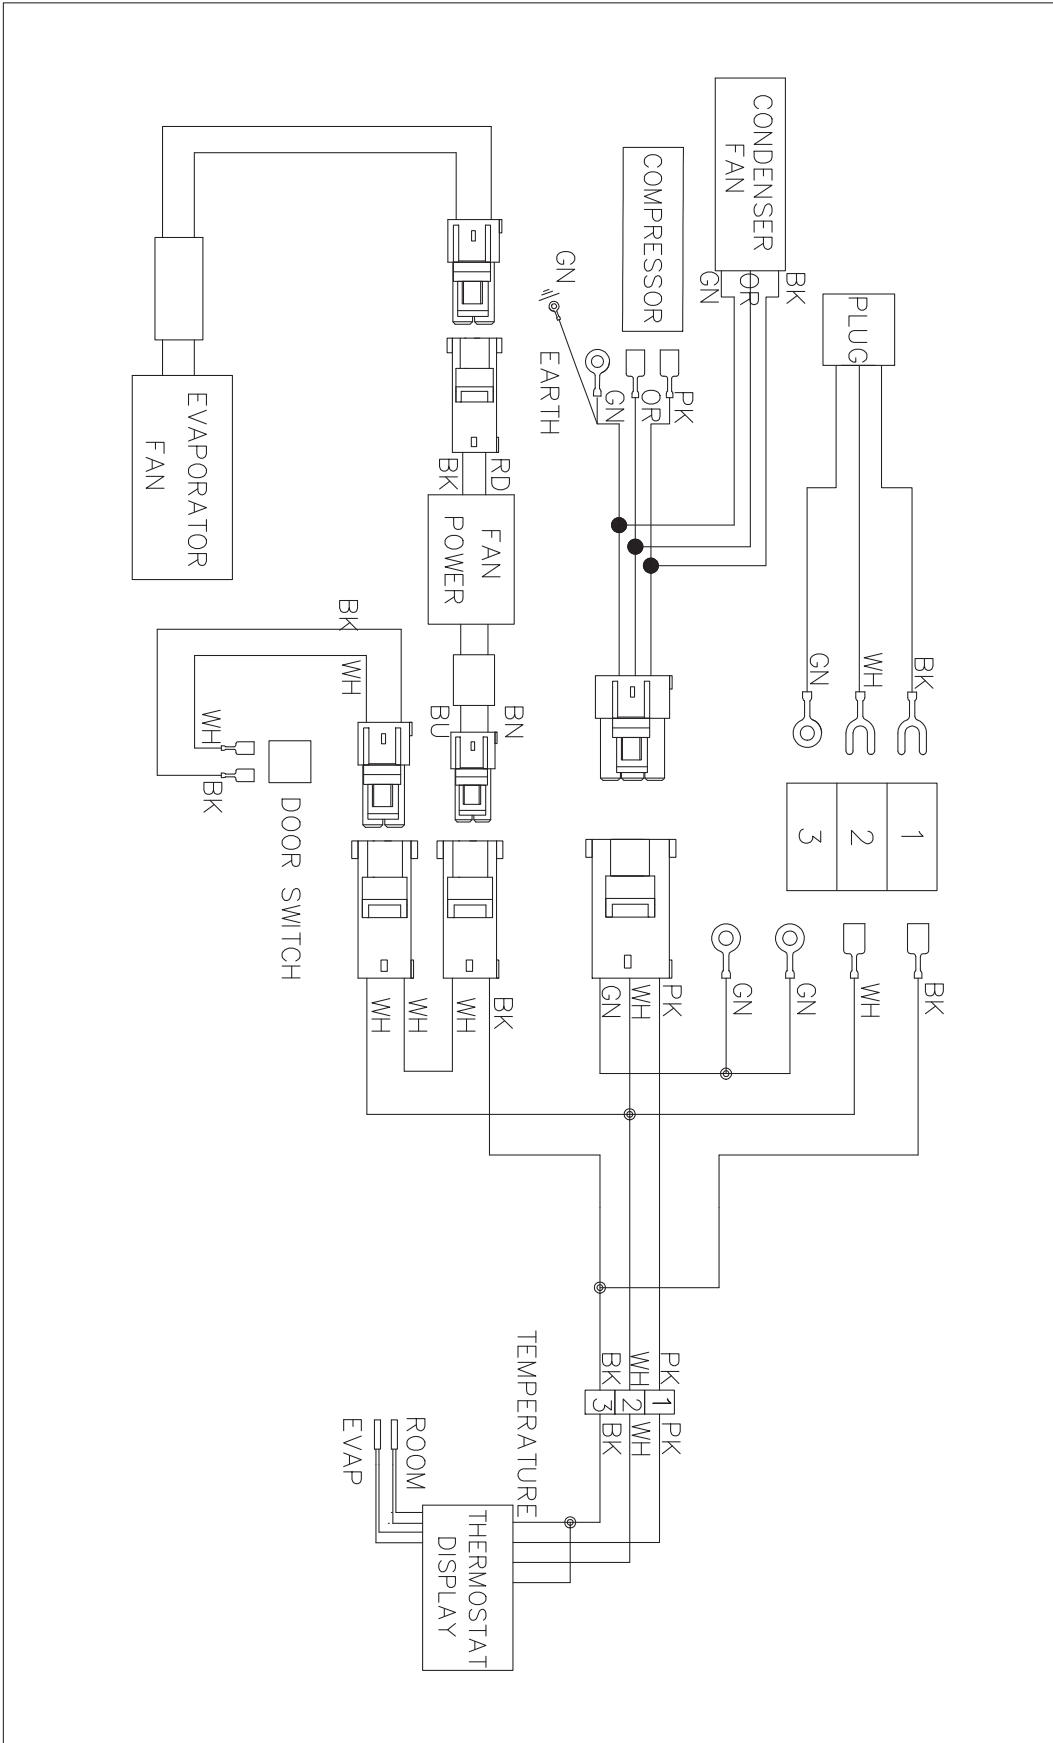 CONDENSER
FAN
BK
OR
GN
PLUG
COMPRESSOR
PK
OR
GN
GN
EARTH
BK
WH
GN
1
2
3
BK
WH
GN
GN
PK
WH
GN
RD
BK
FAN
POWER
BN
BU
EVAPORATOR
FAN
BK
WH
WH
BK
DOOR SWITCH
BK
WH
WH
WH
PK
WH
BK
1
2
3
PK
WH
BK
TEMPERATURE
THERMOSTAT
DISPLAY
ROOM
EVAP